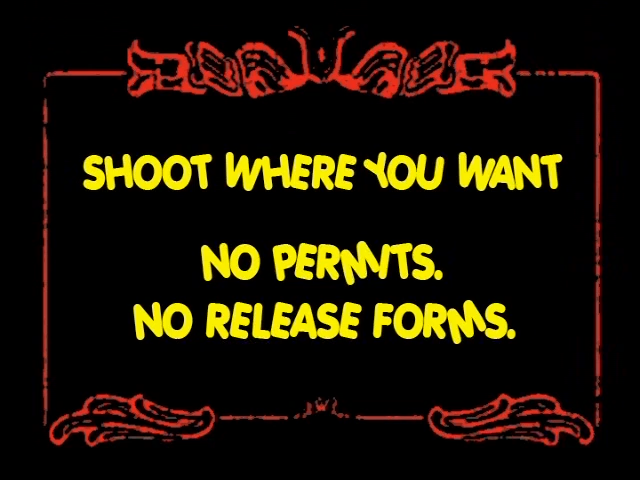 SHOOT WHERE YOU WANT
NO PERMITS.
NO RELEASE FORMS.